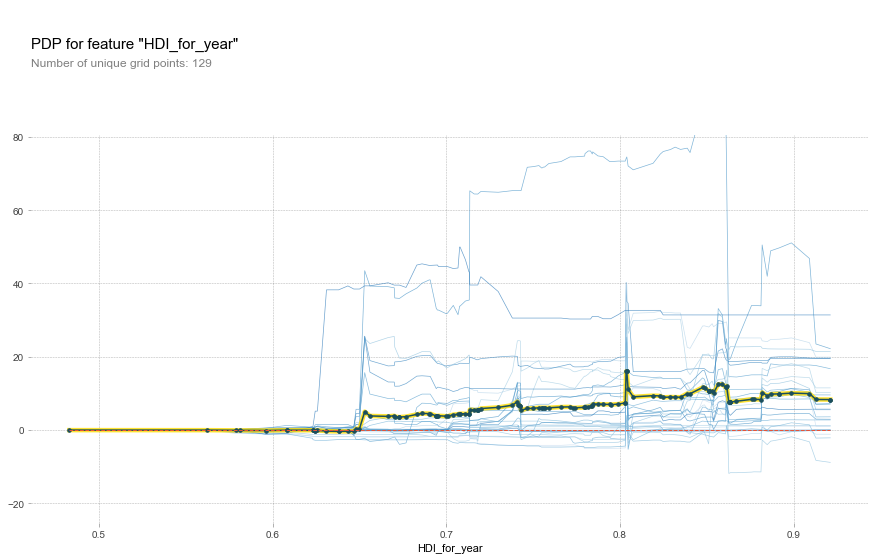 PDP for feature "HDI_for_year"
Number of unique grid points: 129
80
60
40
20
0
−20
0.5 0.6 0.7 0.8 0.9
HDI_for_year